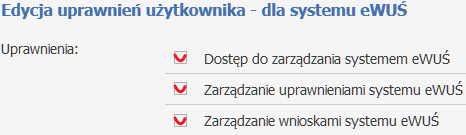 Edycja uprawnień użytkownika - dla systemu eWUŚ
Uprawnienia:
Dostęp do zarządzania systemem eWUŚ
Zarządzanie uprawnieniami systemu eWUŚ
Zarządzanie wnioskami systemu eWUŚ